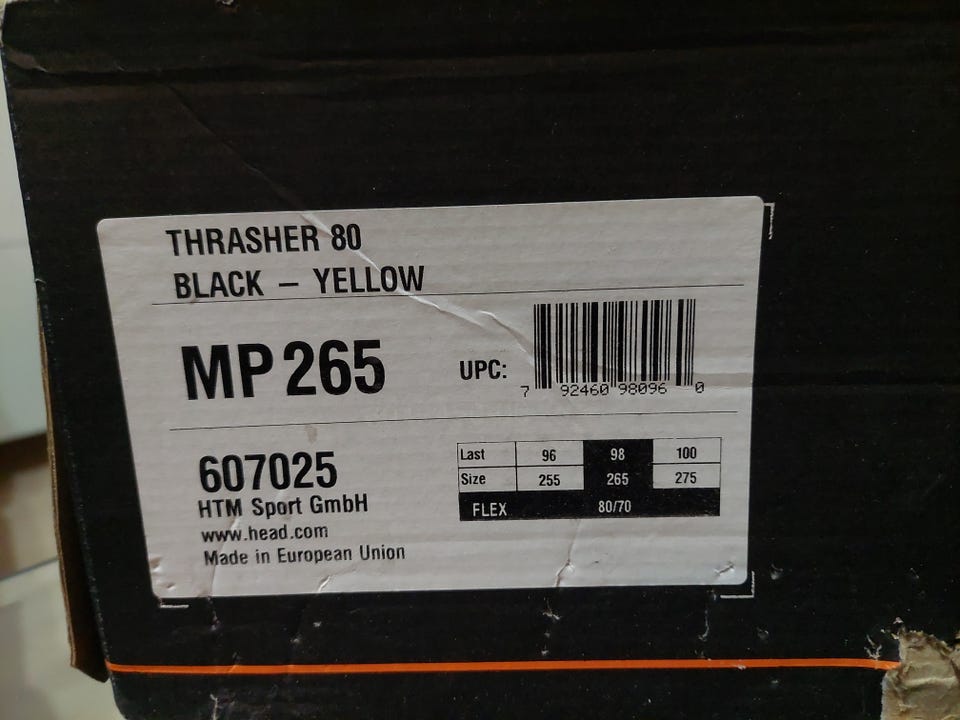 THRASHER 80
BLACK – YELLOW
MP 265
UPC:
7 92460 98096 0
607025
HTM Sport GmbH
www.head.com
Made in European Union
Last 96 98 100
Size 255 265 275
FLEX 80/70